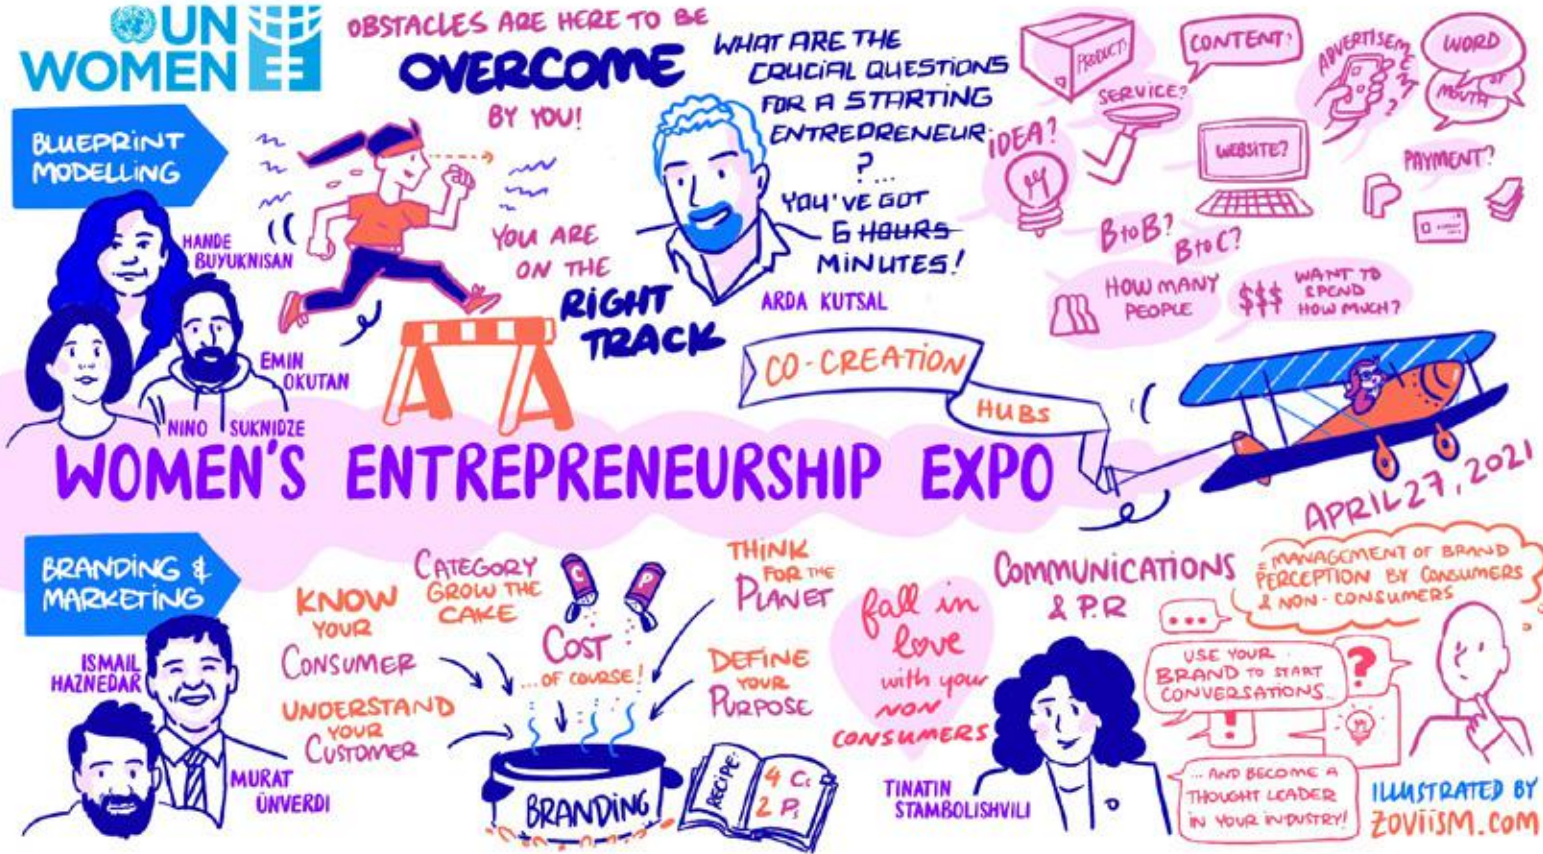 UN
WOMEN
OBSTACLES ARE HERE TO BE
OVERCOME
BY YOU!
BLUEPRINT
MODELLING
HANDE
BUYUKNISAN
EMIN
OKUTAN
NINO SUKNIDZE
YOU ARE
ON THE
RIGHT
TRACK
WHAT ARE THE
CRUCIAL QUESTIONS
FOR A STARTING
ENTREPRENEUR
?...
YOU'VE GOT
6 HOURS
MINUTES!
ARDA KUTSAL
IDEA?
PRODUCT?
SERVICE?
CONTENT?
WEBSITE?
ADVERTISEMENT?
WORD
OF
MOUTH
PAYMENT?
B to B?
B to C?
HOW MANY
PEOPLE
$$$
WANT TO
SPEND
HOW MUCH?
CO-CREATION
HUBS
WOMEN'S ENTREPRENEURSHIP EXPO
APRIL 27, 2021
BRANDING &
MARKETING
ISMAIL
HAZNEDAR
MURAT
ÜNVERDI
KNOW
YOUR
CONSUMER
UNDERSTAND
YOUR
CUSTOMER
CATEGORY
GROW THE
CAKE
C
P
COST
...OF COURSE!
THINK
FOR THE
PLANET
DEFINE
YOUR
PURPOSE
BRANDING
RECIPE:
4 Cs
2 Ps
fall in
love
with your
NON
CONSUMERS
COMMUNICATIONS
& P.R
= MANAGEMENT OF BRAND
PERCEPTION BY CONSUMERS
& NON-CONSUMERS
...
USE YOUR
BRAND TO START
CONVERSATIONS...
?
!
... AND BECOME A
THOUGHT LEADER
IN YOUR INDUSTRY!
TINATIN
STAMBOLISHVILI
ILLUSTRATED BY
ZOViiSM.COM